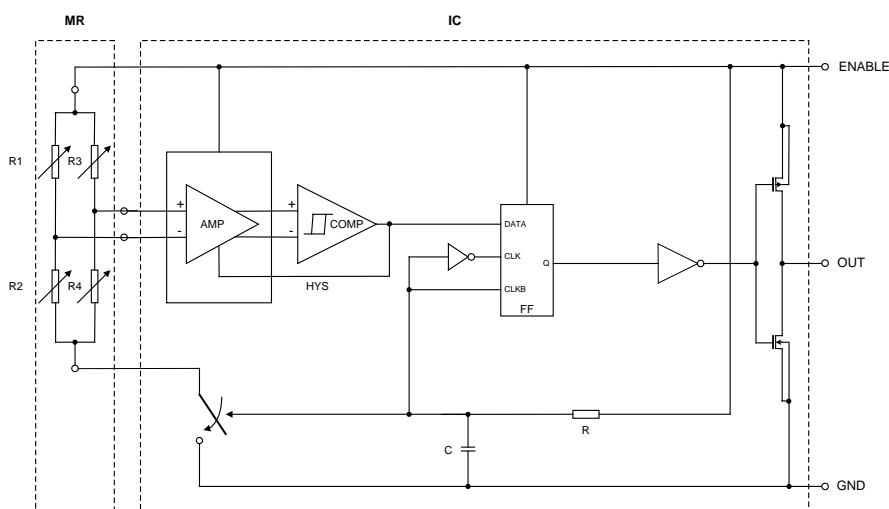 MR IC
ENABLE
R1 R3
+ +
AMP COMP
- -
DATA
CLK
Q
CLKB
FF
OUT
R2 R4
HYS
R
C
GND